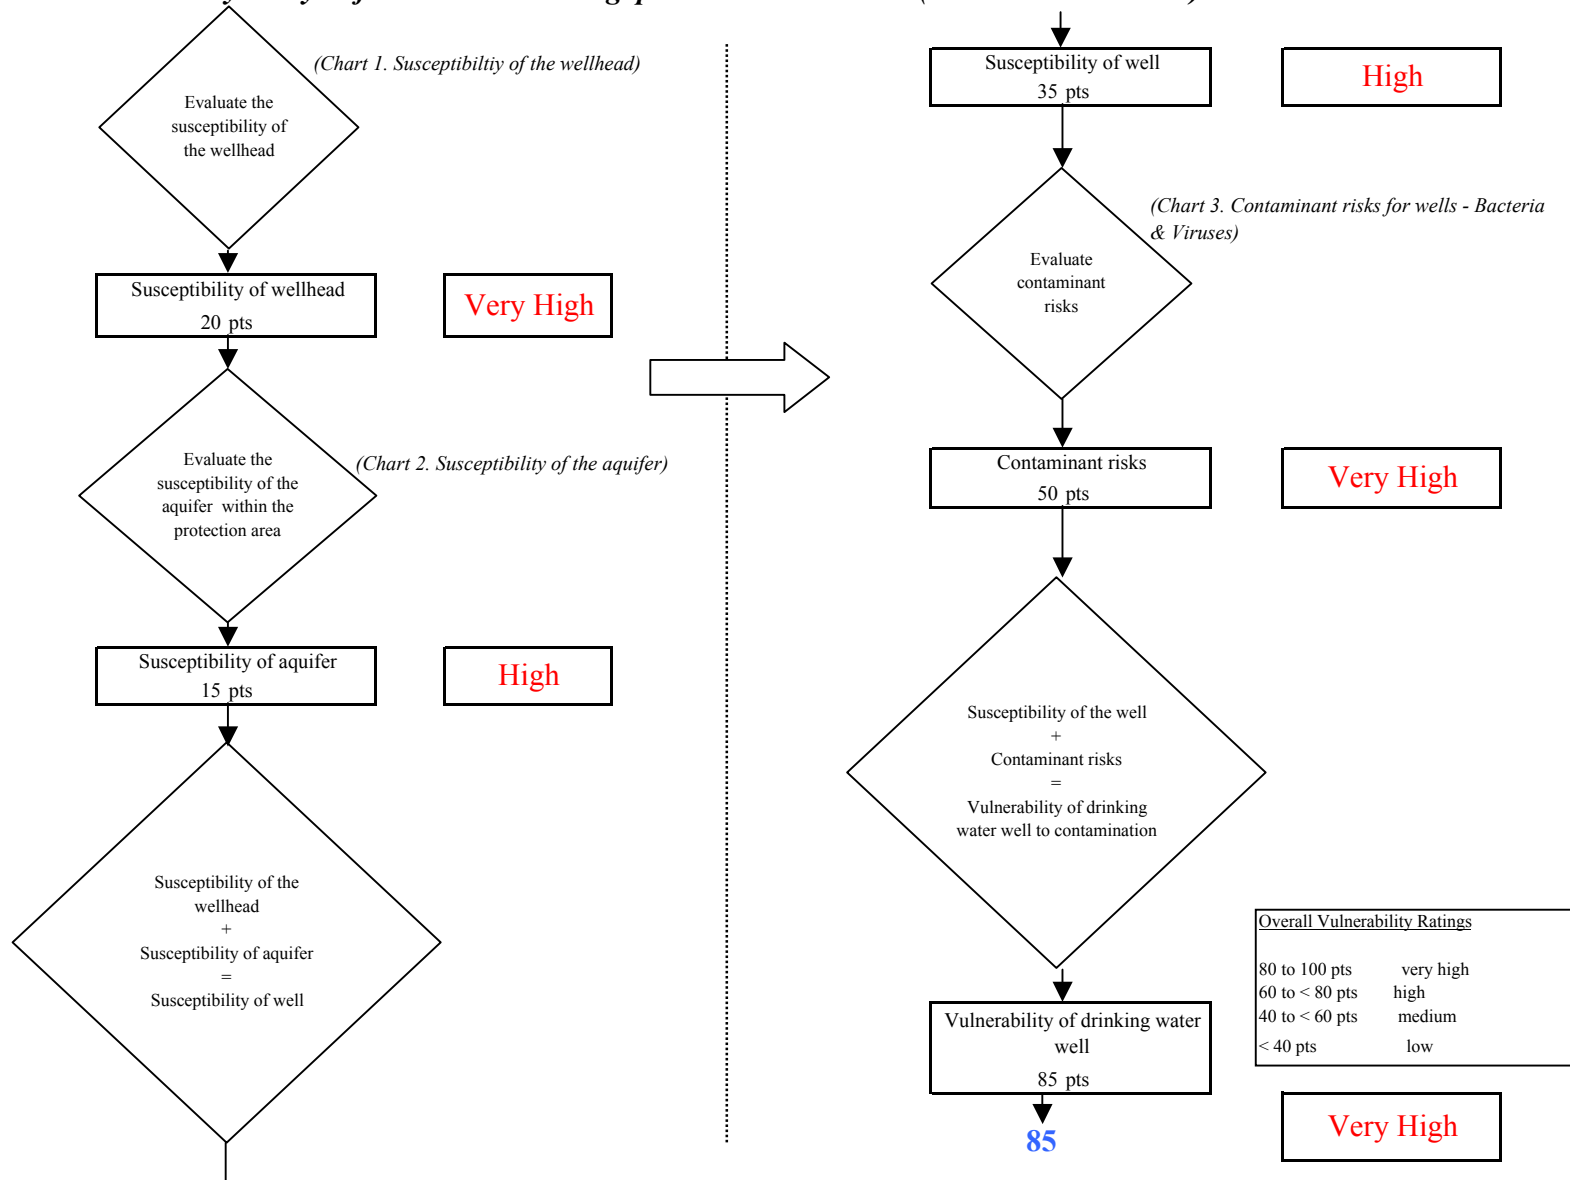 (Chart 1. Susceptibiltiy of the wellhead)
Evaluate the
susceptibility of
the wellhead
Susceptibility of wellhead
20 pts
Very High
Evaluate the
susceptibility of the
aquifer within the
protection area
(Chart 2. Susceptibility of the aquifer)
Susceptibility of aquifer
15 pts
High
Susceptibility of the
wellhead
+
Susceptibility of aquifer
=
Susceptibility of well
Susceptibility of well
35 pts
High
(Chart 3. Contaminant risks for wells - Bacteria
& Viruses)
Evaluate
contaminant
risks
Contaminant risks
50 pts
Very High
Susceptibility of the well
+
Contaminant risks
=
Vulnerability of drinking
water well to contamination
Overall Vulnerability Ratings
80 to 100 pts very high
60 to < 80 pts high
40 to < 60 pts medium
< 40 pts low
Vulnerability of drinking water
well
85 pts
85
Very High